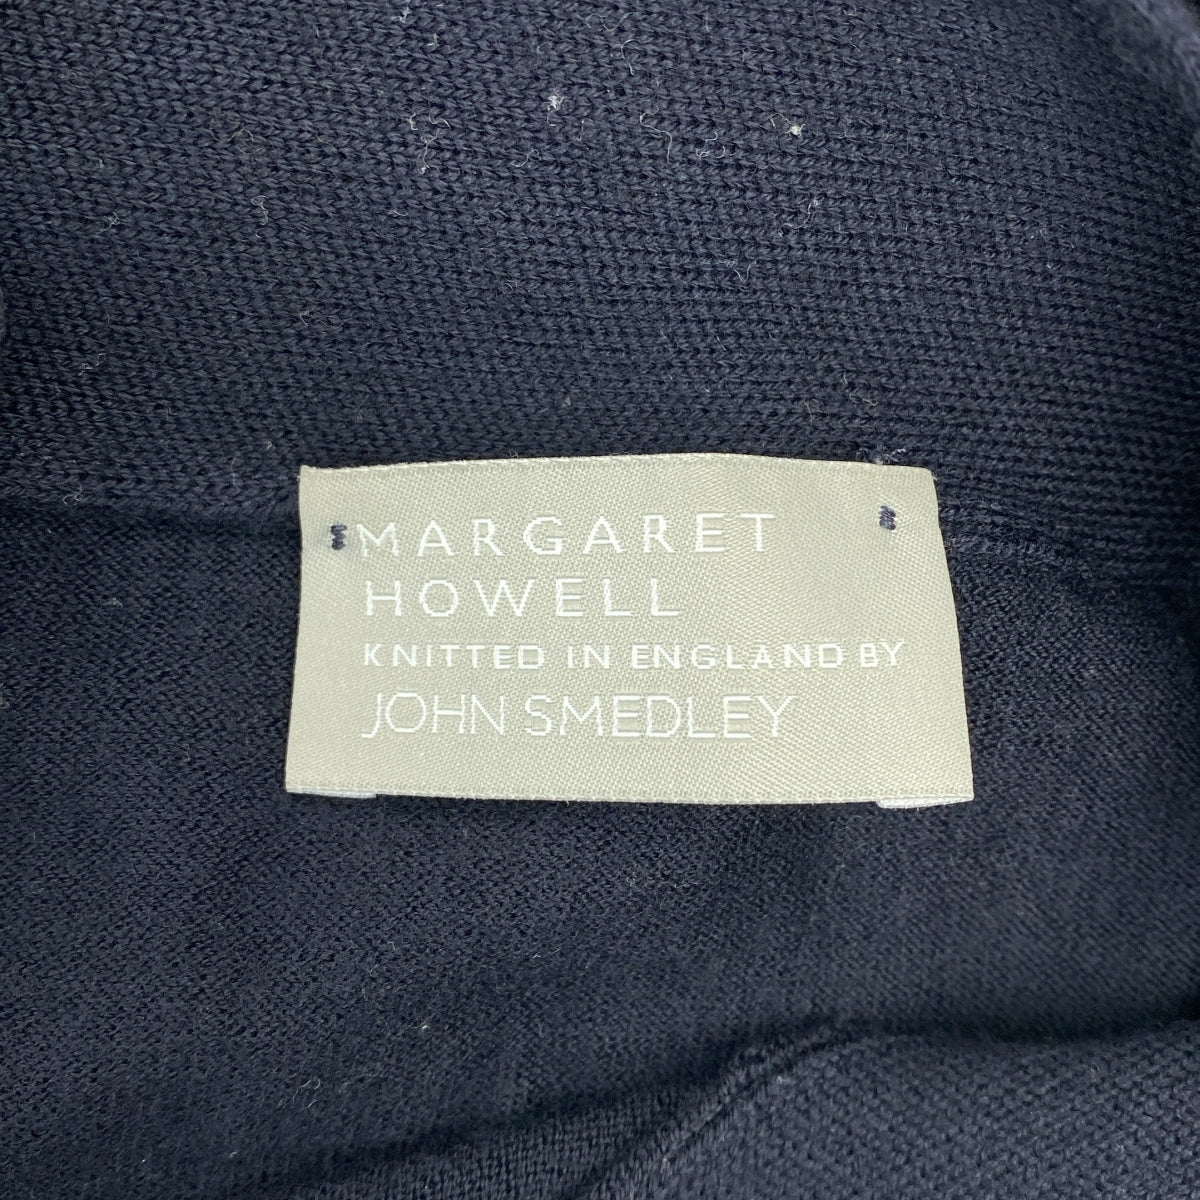 MARGARET
HOWELL
KNITTED IN ENGLAND BY
JOHN SMEDLEY